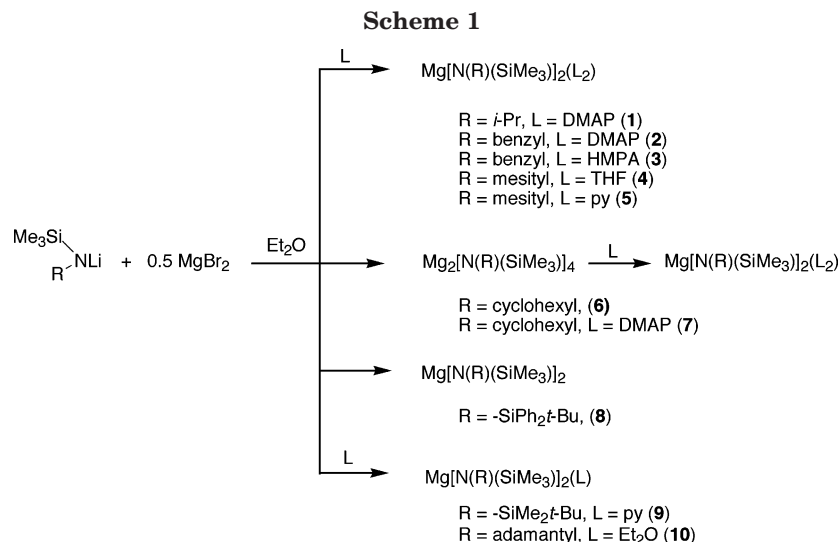 Scheme 1
L
Mg[N(R)(SiMe₃)]₂(L₂)
R = i-Pr, L = DMAP (1)
R = benzyl, L = DMAP (2)
R = benzyl, L = HMPA (3)
R = mesityl, L = THF (4)
R = mesityl, L = py (5)
Me₃Si
R
NLi + 0.5 MgBr₂
Et₂O
Mg₂[N(R)(SiMe₃)]₄
L
Mg[N(R)(SiMe₃)]₂(L₂)
R = cyclohexyl, (6)
R = cyclohexyl, L = DMAP (7)
Mg[N(R)(SiMe₃)]₂
R = -SiPh₂t-Bu, (8)
L
Mg[N(R)(SiMe₃)]₂(L)
R = -SiMe₂t-Bu, L = py (9)
R = adamantyl, L = Et₂O (10)